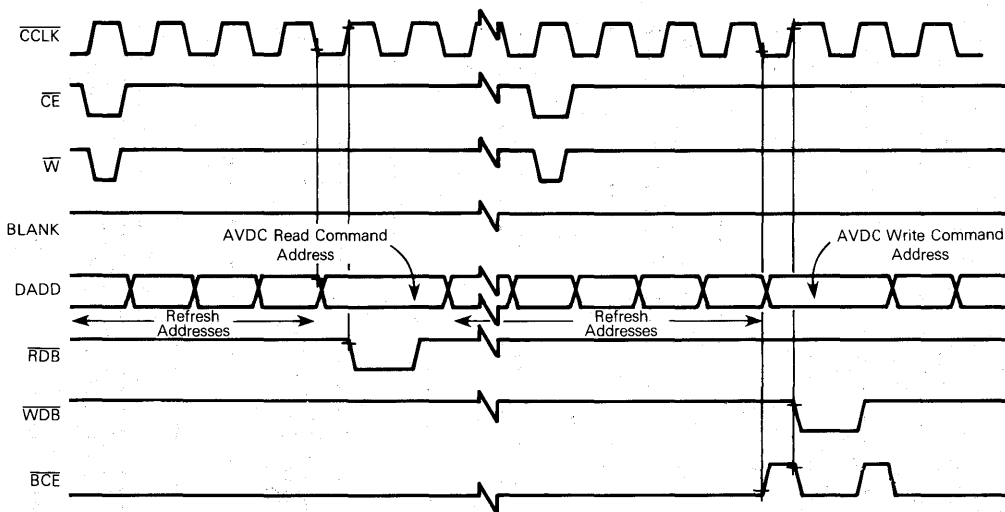 CCLK
CE
W
BLANK
AVDC Read Command
Address
AVDC Write Command
Address
DADD
Refresh
Addresses
Refresh
Addresses
RDB
WDB
BCE